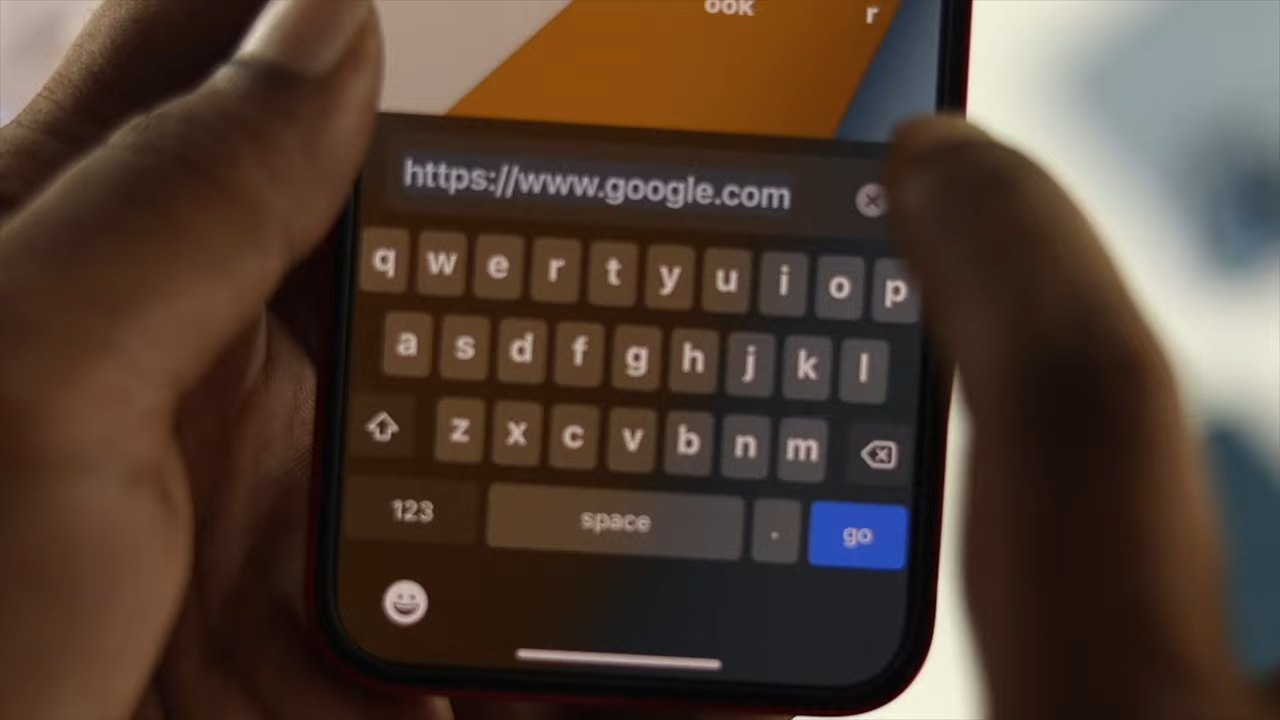 ook r
https://www.google.com
q w e r t y u i o p
a s d f g h j k l
z x c v b n m
123 space . go